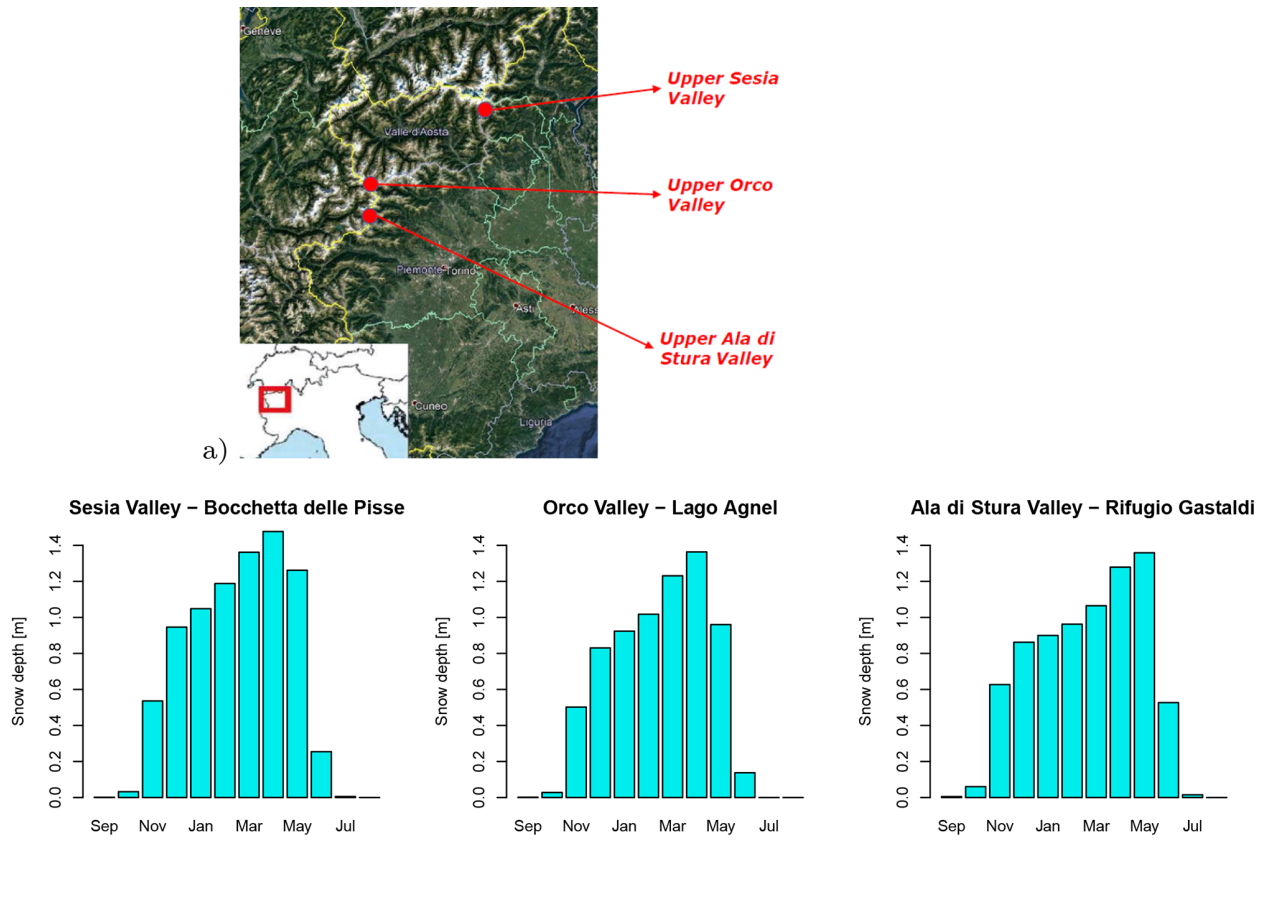 Genève
Upper Sesia
Valley
Valle d'Aosta
Upper Orco
Valley
Piemonte Torino
Asti
Aless
Upper Ala di
Stura Valley
Cuneo
Liguria
a)
Sesia Valley − Bocchetta delle Pisse
Snow depth [m]
0.0 0.2 0.4 0.6 0.8 1.0 1.2 1.4
Sep Nov Jan Mar May Jul
Orco Valley − Lago Agnel
Snow depth [m]
0.0 0.2 0.4 0.6 0.8 1.0 1.2 1.4
Sep Nov Jan Mar May Jul
Ala di Stura Valley − Rifugio Gastaldi
Snow depth [m]
0.0 0.2 0.4 0.6 0.8 1.0 1.2 1.4
Sep Nov Jan Mar May Jul